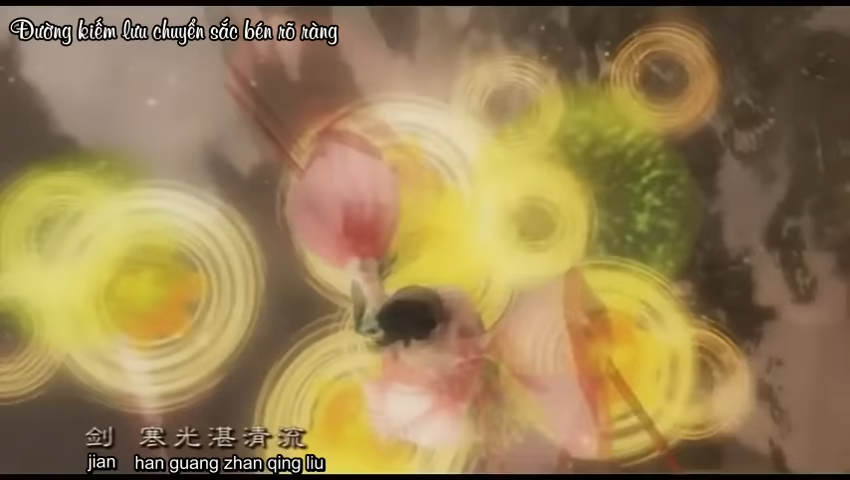 Đường kiếm lưu chuyển sắc bén rõ ràng
剑 寒光湛清流
jian han guang zhan qing liu